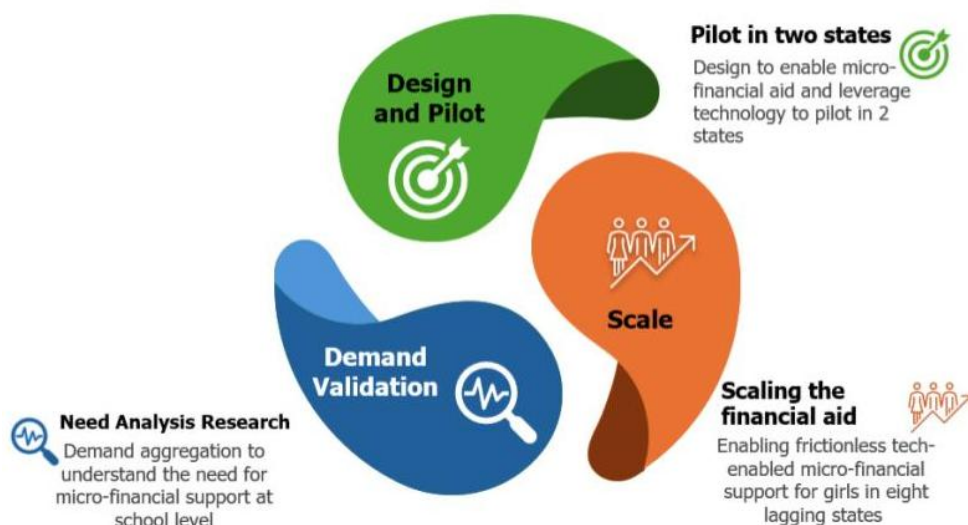 Design
and Pilot
Pilot in two states
Design to enable micro-
financial aid and leverage
technology to pilot in 2
states
Scale
Scaling the
financial aid
Enabling frictionless tech-
enabled micro-financial
support for girls in eight
lagging states
Demand
Validation
Need Analysis Research
Demand aggregation to
understand the need for
micro-financial support at
school level